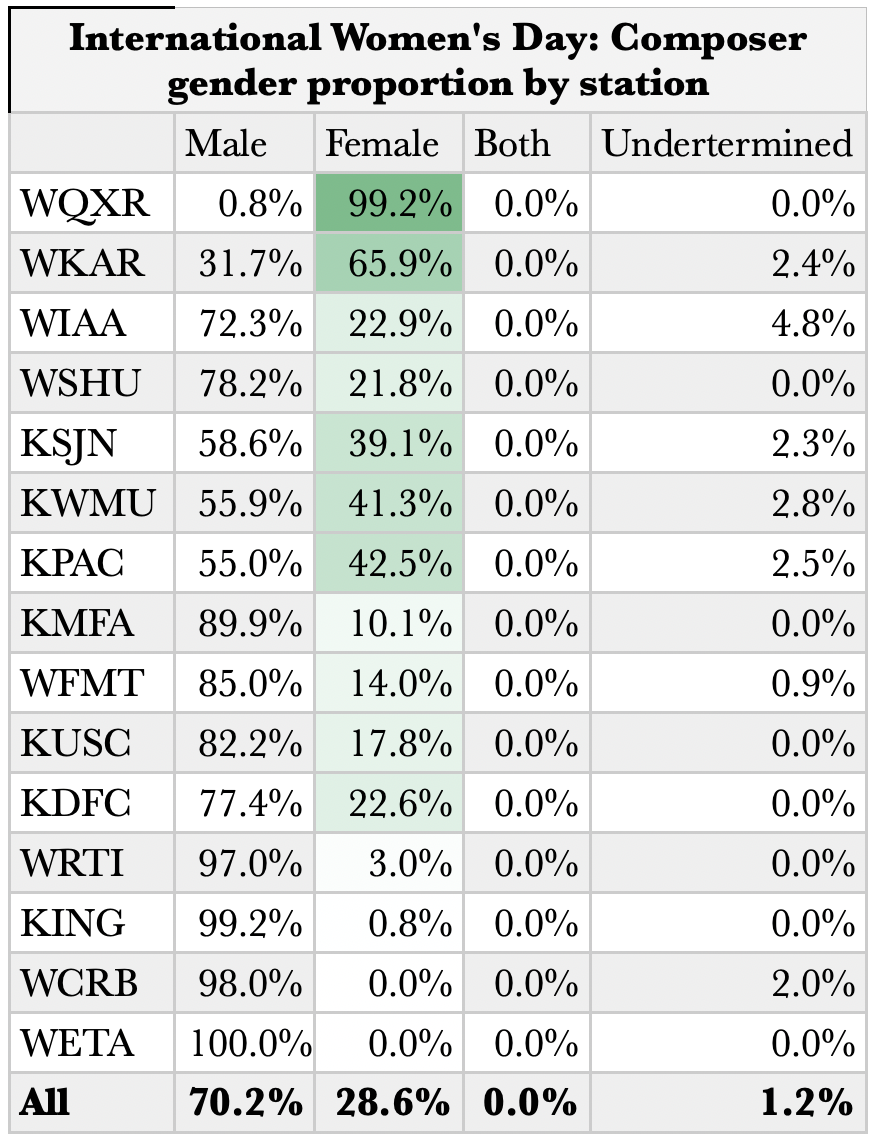 International Women's Day: Composer
gender proportion by station
Male Female Both Undertermined
WQXR 0.8% 99.2% 0.0% 0.0%
WKAR 31.7% 65.9% 0.0% 2.4%
WIAA 72.3% 22.9% 0.0% 4.8%
WSHU 78.2% 21.8% 0.0% 0.0%
KSJN 58.6% 39.1% 0.0% 2.3%
KWMU 55.9% 41.3% 0.0% 2.8%
KPAC 55.0% 42.5% 0.0% 2.5%
KMFA 89.9% 10.1% 0.0% 0.0%
WFMT 85.0% 14.0% 0.0% 0.9%
KUSC 82.2% 17.8% 0.0% 0.0%
KDFC 77.4% 22.6% 0.0% 0.0%
WRTI 97.0% 3.0% 0.0% 0.0%
KING 99.2% 0.8% 0.0% 0.0%
WCRB 98.0% 0.0% 0.0% 2.0%
WETA 100.0% 0.0% 0.0% 0.0%
All 70.2% 28.6% 0.0% 1.2%